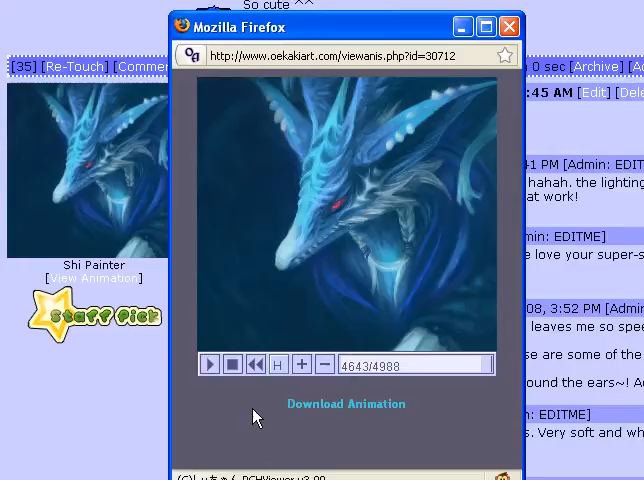 So cute ^^
Mozilla Firefox
http://www.oekakiart.com/viewanis.php?id=30712
[35] [Re-Touch] [Commen
0 sec [Archive] [Ad
:45 AM [Edit] [Dele
41 PM [Admin: EDIT
hahah. the lighting
at work!
Shi Painter
[View Animation]
Staff Pick
min: EDITME]
e love your super-s
08, 3:52 PM [Admi
leaves me so spee
se are some of the
ound the ears~! A
H
4643/4988
Download Animation
n: EDITME]
s. Very soft and wh
PCHViewer v3.00